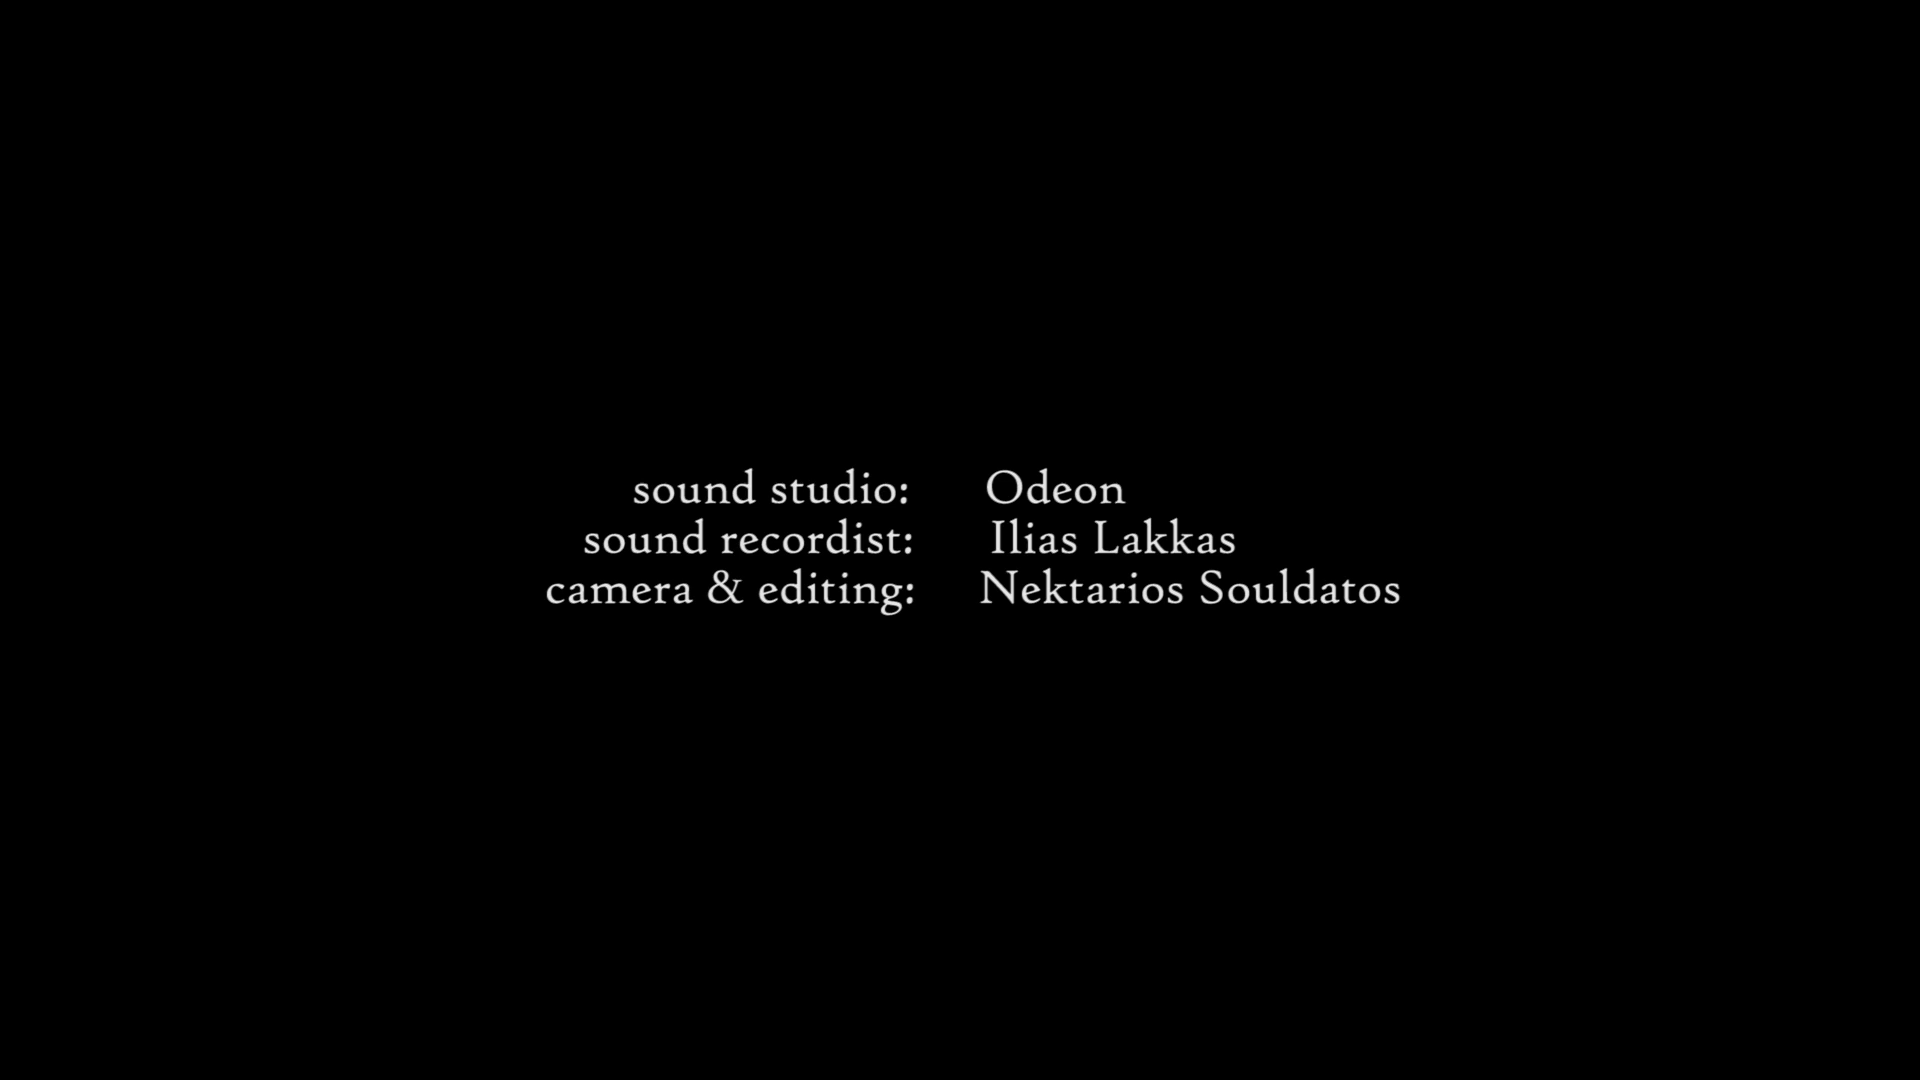 sound studio: Odeon
sound recordist: Ilias Lakkas
camera & editing: Nektarios Souldatos